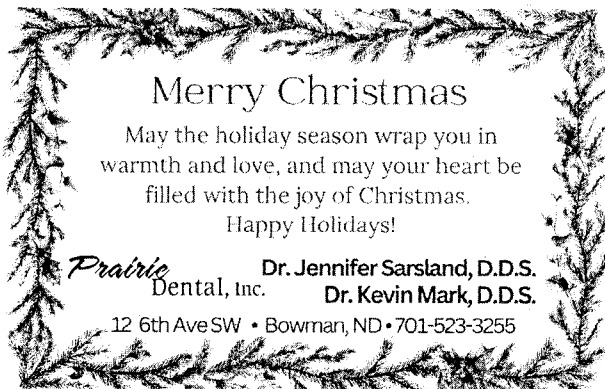 Merry Christmas
May the holiday season wrap you in
warmth and love, and may your heart be
filled with the joy of Christmas.
Happy Holidays!
Prairie
Dental, Inc.
Dr. Jennifer Sarsland, D.D.S.
Dr. Kevin Mark, D.D.S.
12 6th Ave SW • Bowman, ND • 701-523-3255